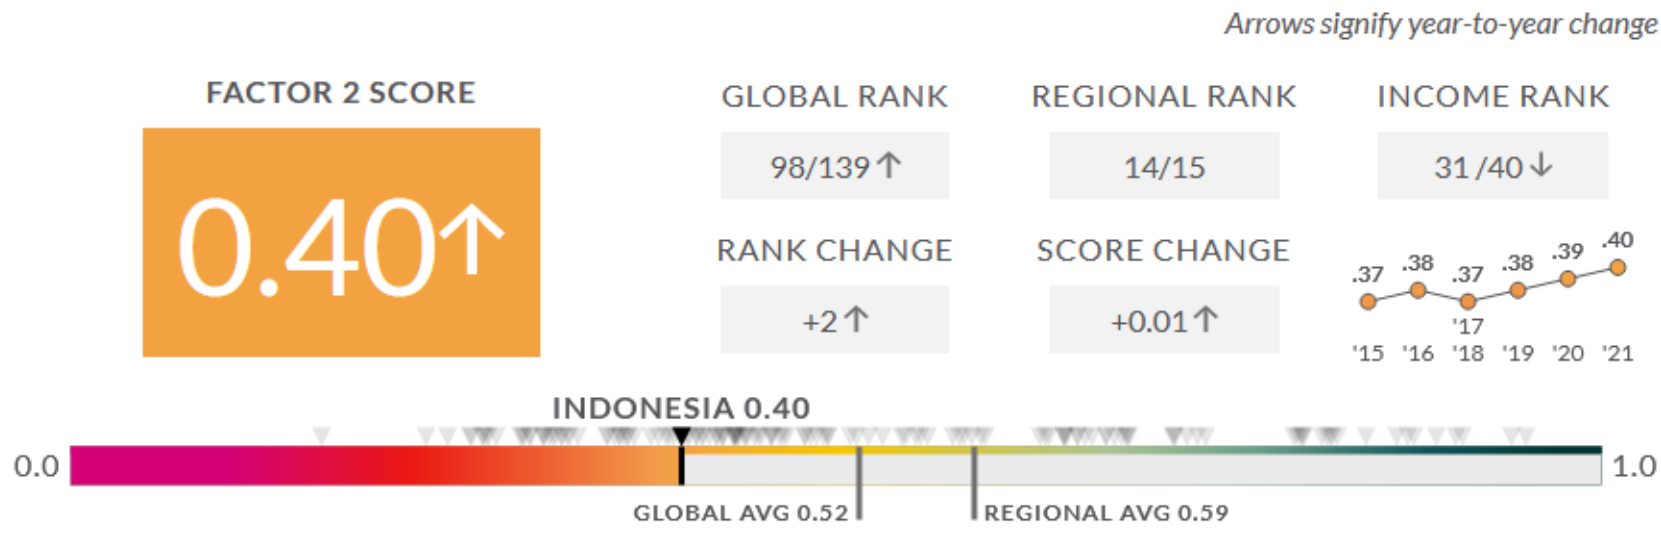 Arrows signify year-to-year change
FACTOR 2 SCORE
0.40↑
GLOBAL RANK
98/139↑
REGIONAL RANK
14/15
INCOME RANK
31 /40↓
RANK CHANGE
+2↑
SCORE CHANGE
+0.01↑
.37 .38 .37 .38 .39 .40
'17
'15 '16 '18 '19 '20 '21
INDONESIA 0.40
0.0
1.0
GLOBAL AVG 0.52
REGIONAL AVG 0.59